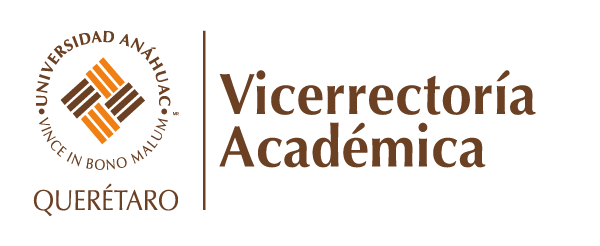 • UNIVERSIDAD ANÁHUAC •
VINCE IN BONO MALUM
QUERÉTARO
Vicerrectoría
Académica